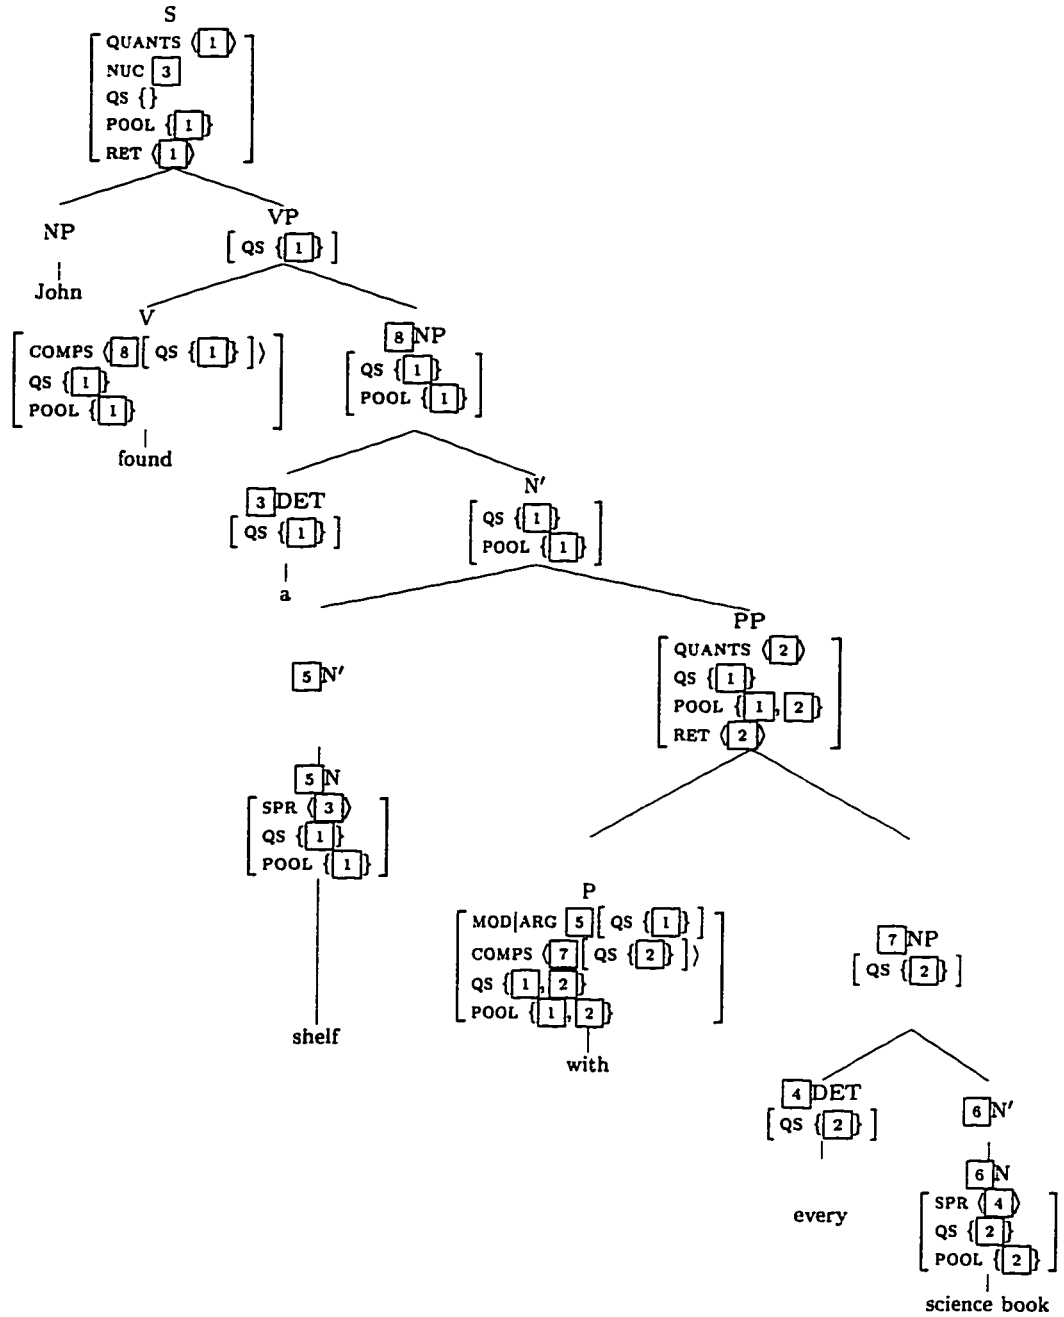 S
QUANTS ⟨[1]⟩
NUC [3]
QS {}
POOL {[1]}
RET ⟨[1]⟩
NP
VP
[ QS {[1]} ]
John
V
COMPS ⟨[8][ QS {[1]} ]⟩
QS {[1]}
POOL {[1]}
found
[8]NP
QS {[1]}
POOL {[1]}
[3]DET
[ QS {[1]} ]
a
N′
QS {[1]}
POOL {[1]}
[5]N′
PP
QUANTS ⟨[2]⟩
QS {[1]}
POOL {[1], [2]}
RET ⟨[2]⟩
[5]N
SPR ⟨[3]⟩
QS {[1]}
POOL {[1]}
shelf
P
MOD|ARG [5][ QS {[1]} ]
COMPS ⟨[7][ QS {[2]} ]⟩
QS {[1], [2]}
POOL {[1], [2]}
with
[7]NP
[ QS {[2]} ]
[4]DET
[ QS {[2]} ]
every
[6]N′
[6]N
SPR ⟨[4]⟩
QS {[2]}
POOL {[2]}
science book